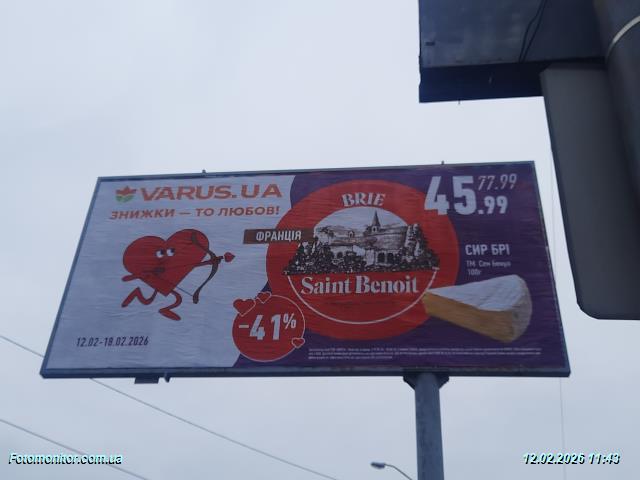 VARUS.UA
ЗНИЖКИ — ТО ЛЮБОВ!
12.02-18.02.2026
ФРАНЦІЯ
BRIE
Saint Benoit
-41%
77.99
45.99
СИР БРІ
ТМ Сен Бенуа
100г
Fotomonitor.com.ua
12.02.2026 11:43